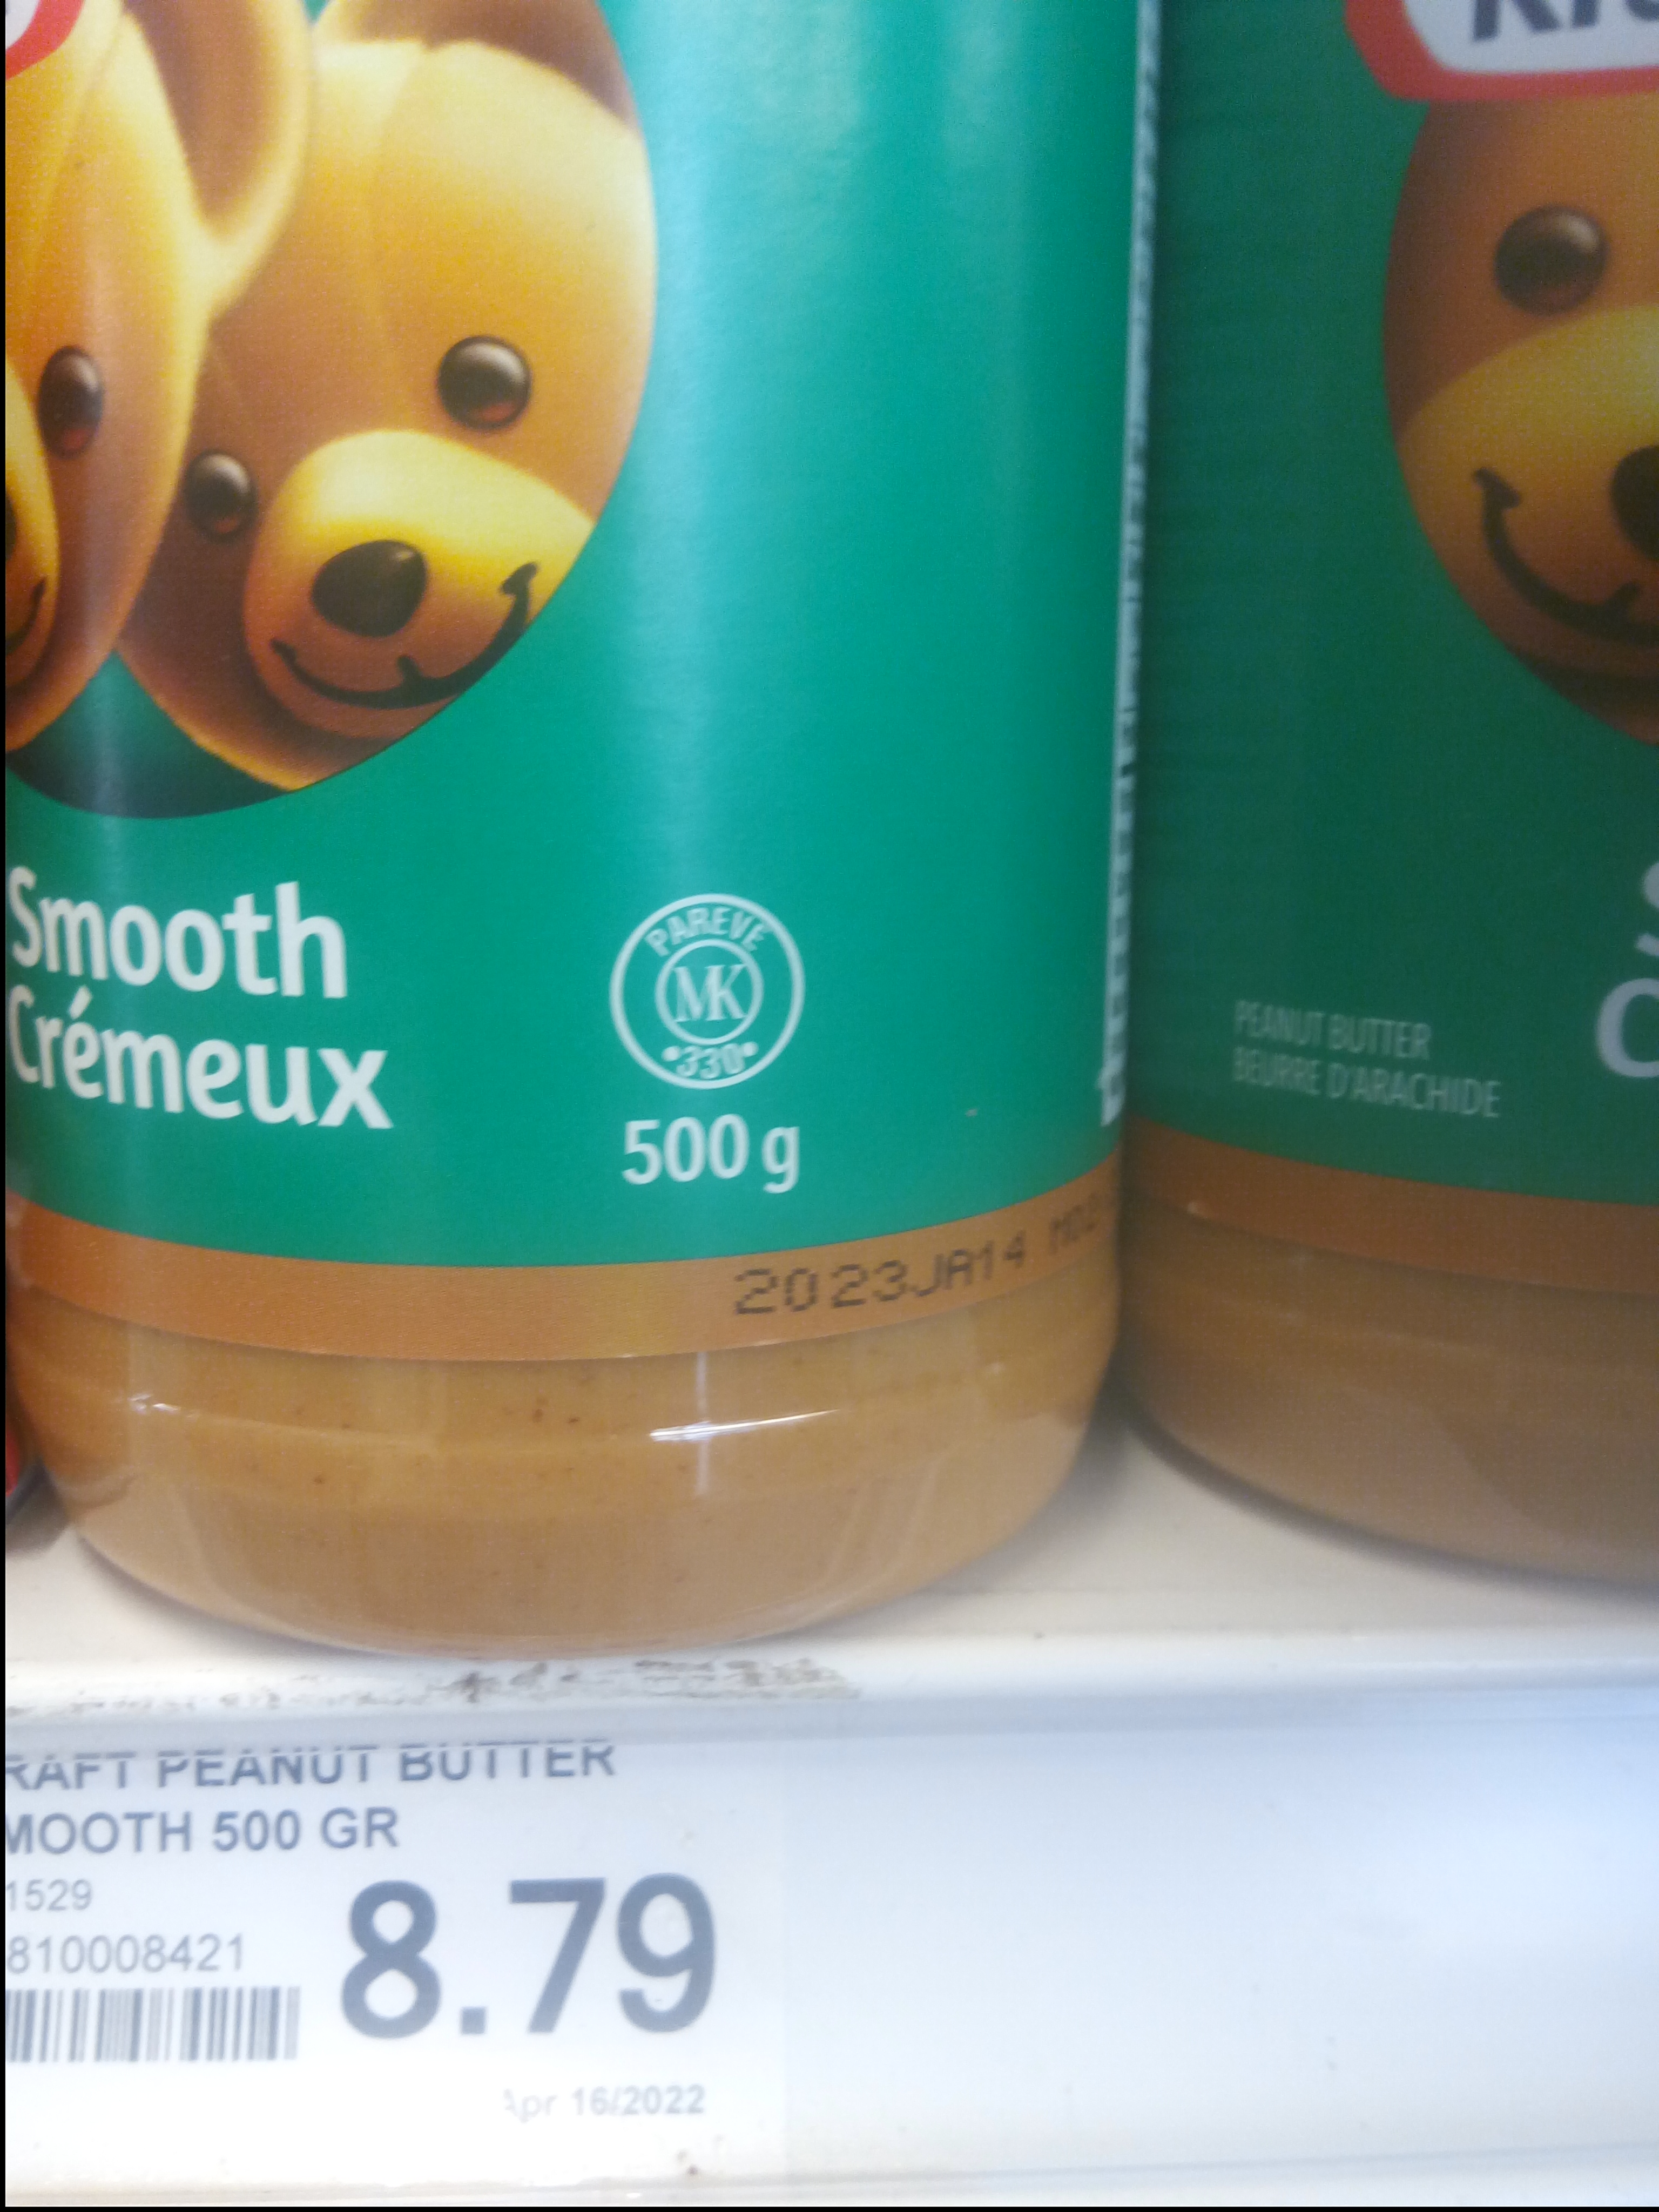 Smooth
Crémeux
PAREVE
MK
•330•
500 g
2023JA14
PEANUT BUTTER
BEURRE D'ARACHIDE
RAFT PEANUT BUTTER
MOOTH 500 GR
1529
810008421
8.79
Apr 16/2022